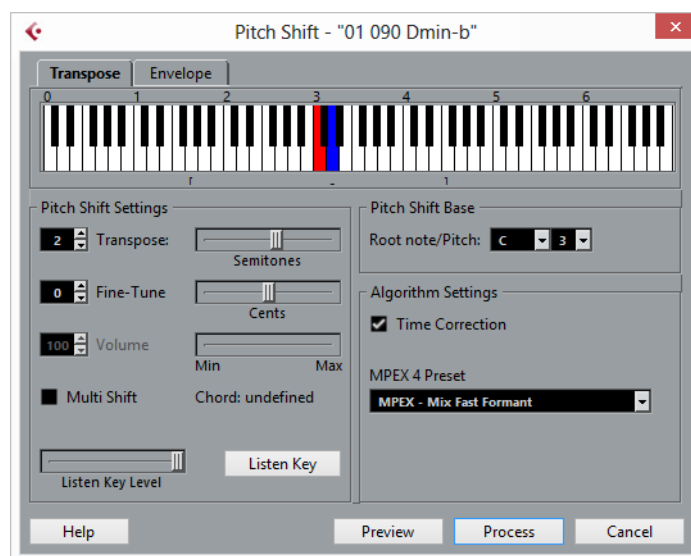 Pitch Shift - "01 090 Dmin-b"
Transpose Envelope
0 1 2 3 4 5 6
Pitch Shift Settings
2 Transpose:
Semitones
0 Fine-Tune
Cents
100 Volume
Min Max
Multi Shift Chord: undefined
Listen Key Level
Listen Key
Pitch Shift Base
Root note/Pitch: C 3
Algorithm Settings
Time Correction
MPEX 4 Preset
MPEX - Mix Fast Formant
Help Preview Process Cancel